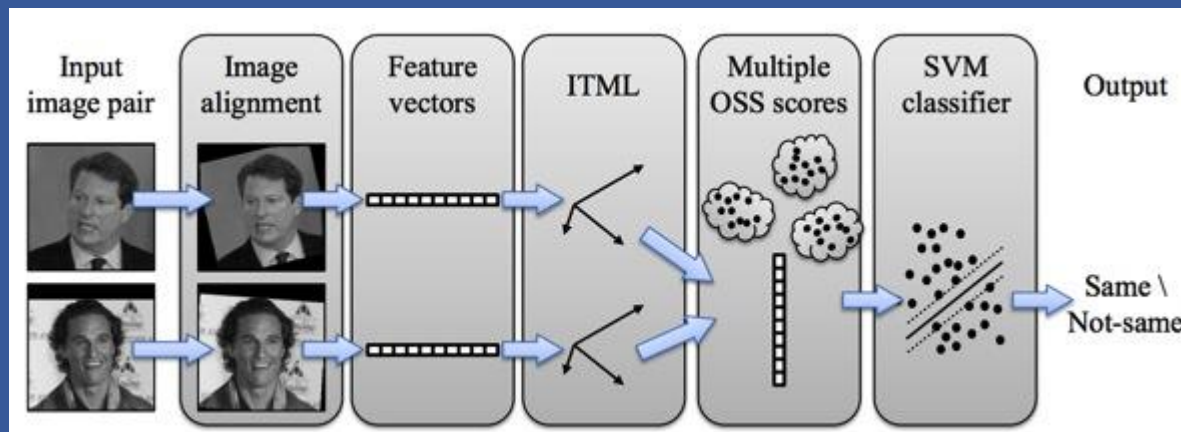 Input
image pair
Image
alignment
Feature
vectors
ITML
Multiple
OSS scores
SVM
classifier
Output
Same \
Not-same